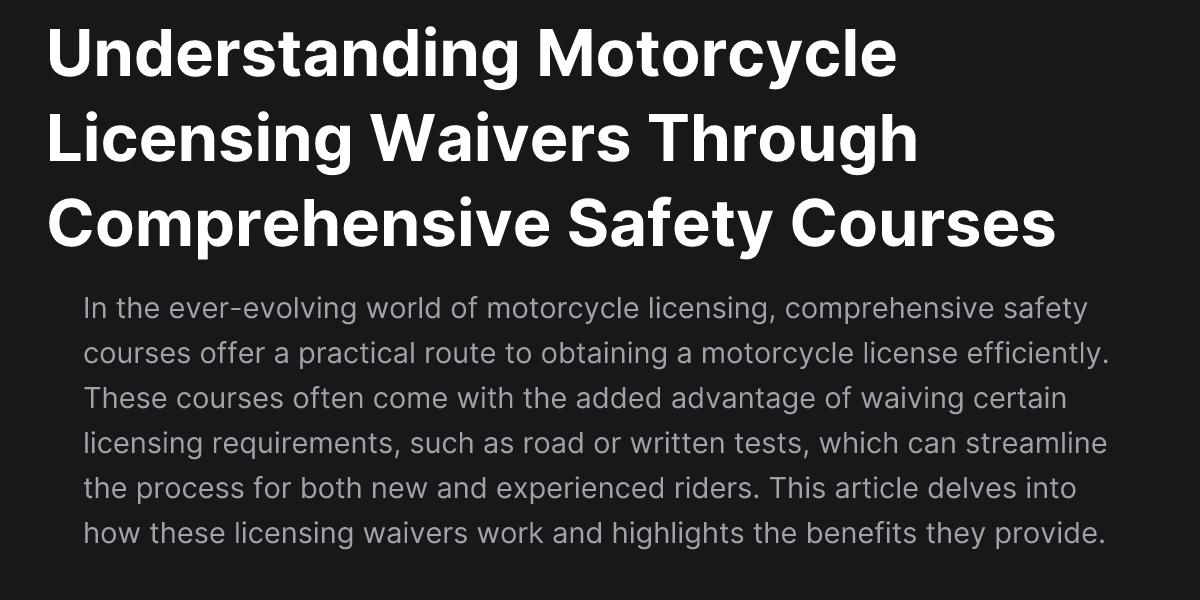 Understanding Motorcycle
Licensing Waivers Through
Comprehensive Safety Courses
In the ever-evolving world of motorcycle licensing, comprehensive safety
courses offer a practical route to obtaining a motorcycle license efficiently.
These courses often come with the added advantage of waiving certain
licensing requirements, such as road or written tests, which can streamline
the process for both new and experienced riders. This article delves into
how these licensing waivers work and highlights the benefits they provide.